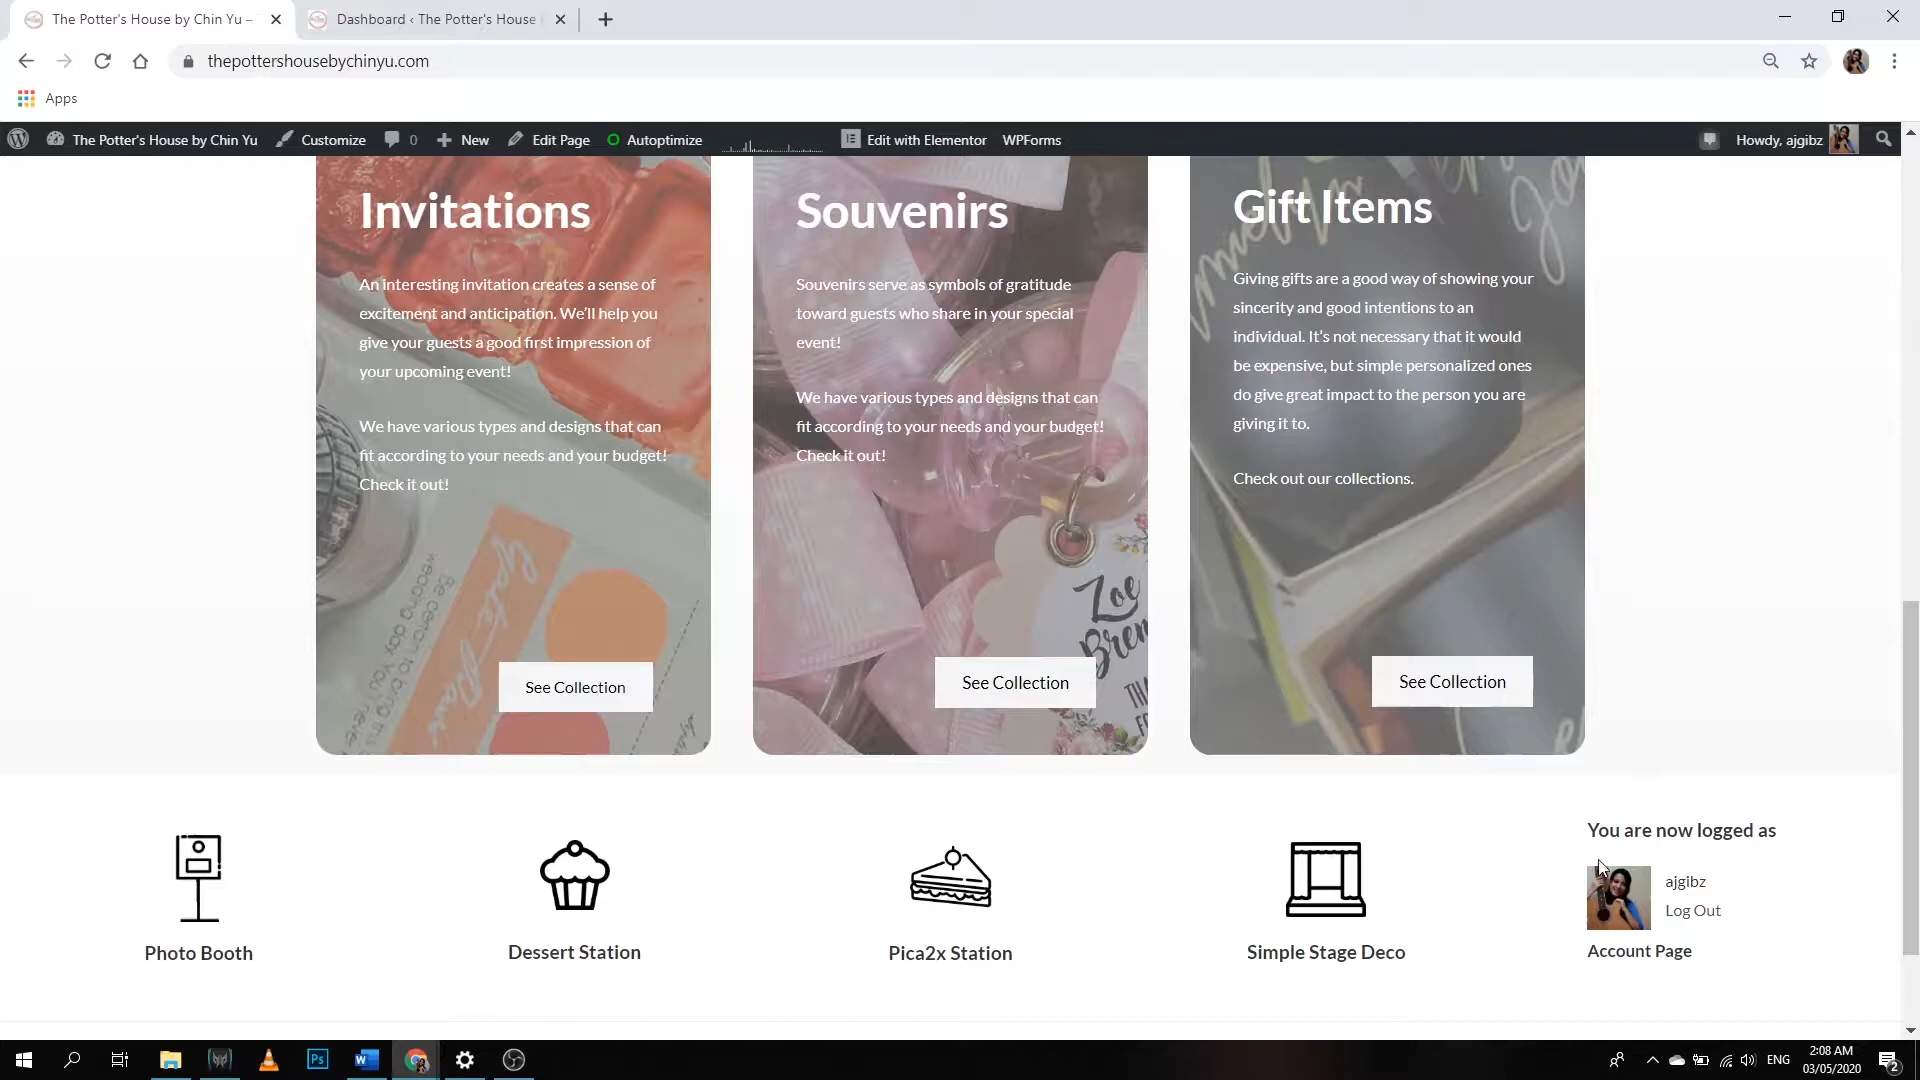 The Potter's House by Chin Yu –
Dashboard ‹ The Potter's House
thepottershousebychinyu.com
Apps
The Potter's House by Chin Yu
Customize
0
New
Edit Page
Autoptimize
Edit with Elementor
WPForms
Howdy, ajgibz
Invitations
An interesting invitation creates a sense of
excitement and anticipation. We'll help you
give your guests a good first impression of
your upcoming event!
We have various types and designs that can
fit according to your needs and your budget!
Check it out!
See Collection
Souvenirs
Souvenirs serve as symbols of gratitude
toward guests who share in your special
event!
We have various types and designs that can
fit according to your needs and your budget!
Check it out!
Zoe
See Collection
Gift Items
Giving gifts are a good way of showing your
sincerity and good intentions to an
individual. It's not necessary that it would
be expensive, but simple personalized ones
do give great impact to the person you are
giving it to.
Check out our collections.
See Collection
Photo Booth
Dessert Station
Pica2x Station
Simple Stage Deco
You are now logged as
ajgibz
Log Out
Account Page
ENG
2:08 AM
03/05/2020
2